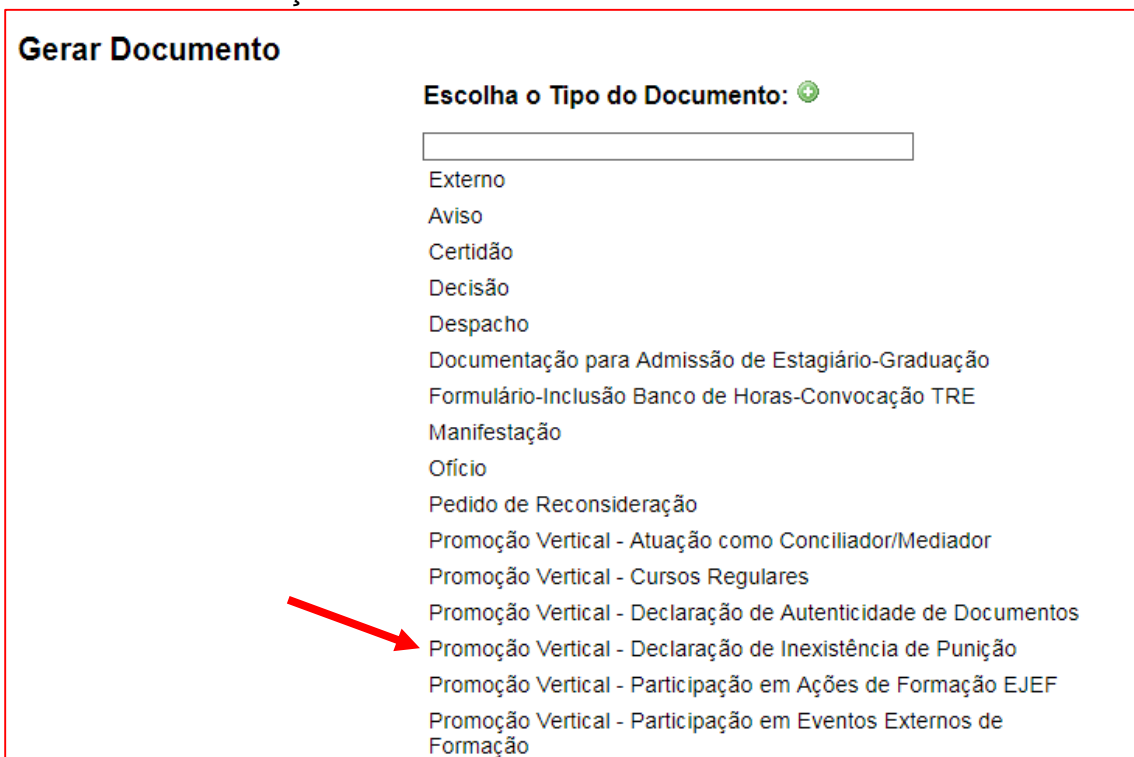 Gerar Documento
Escolha o Tipo do Documento:
Externo
Aviso
Certidão
Decisão
Despacho
Documentação para Admissão de Estagiário-Graduação
Formulário-Inclusão Banco de Horas-Convocação TRE
Manifestação
Ofício
Pedido de Reconsideração
Promoção Vertical - Atuação como Conciliador/Mediador
Promoção Vertical - Cursos Regulares
Promoção Vertical - Declaração de Autenticidade de Documentos
Promoção Vertical - Declaração de Inexistência de Punição
Promoção Vertical - Participação em Ações de Formação EJEF
Promoção Vertical - Participação em Eventos Externos de
Formação